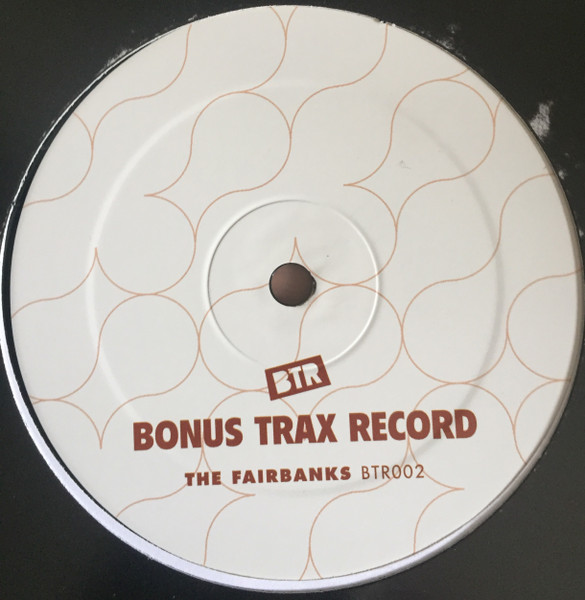 BTR
BONUS TRAX RECORD
THE FAIRBANKS BTR002